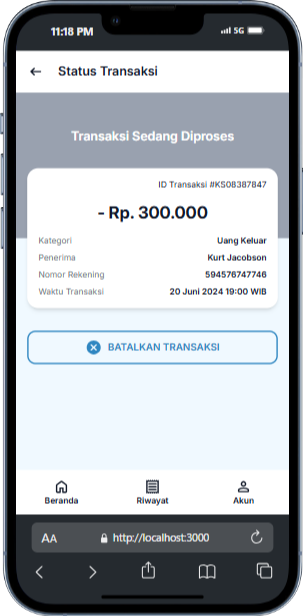 11:18 PM
5G
Status Transaksi
Transaksi Sedang Diproses
ID Transaksi #KS08387847
- Rp. 300.000
Kategori Uang Keluar
Penerima Kurt Jacobson
Nomor Rekening 594576747746
Waktu Transaksi 20 Juni 2024 19:00 WIB
BATALKAN TRANSAKSI
Beranda Riwayat Akun
AA http://localhost:3000